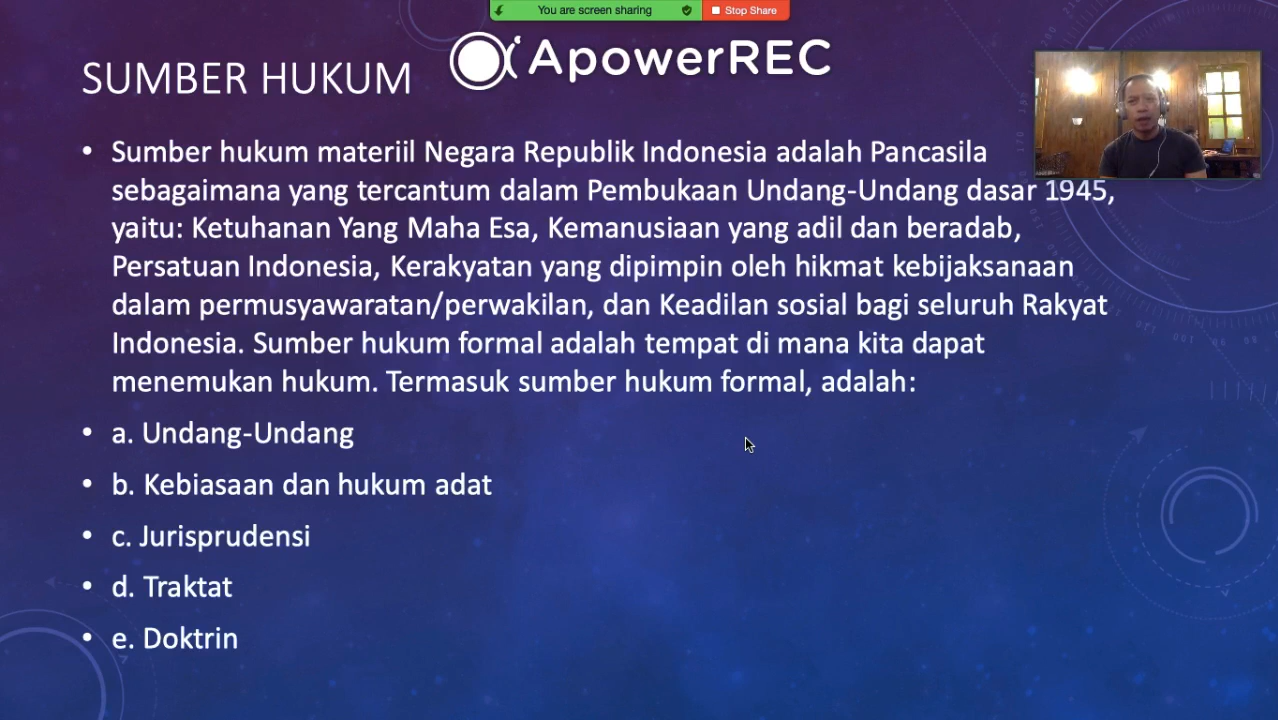 You are screen sharing
Stop Share
ApowerREC
SUMBER HUKUM
• Sumber hukum materiil Negara Republik Indonesia adalah Pancasila
sebagaimana yang tercantum dalam Pembukaan Undang-Undang dasar 1945,
yaitu: Ketuhanan Yang Maha Esa, Kemanusiaan yang adil dan beradab,
Persatuan Indonesia, Kerakyatan yang dipimpin oleh hikmat kebijaksanaan
dalam permusyawaratan/perwakilan, dan Keadilan sosial bagi seluruh Rakyat
Indonesia. Sumber hukum formal adalah tempat di mana kita dapat
menemukan hukum. Termasuk sumber hukum formal, adalah:
• a. Undang-Undang
• b. Kebiasaan dan hukum adat
• c. Jurisprudensi
• d. Traktat
• e. Doktrin